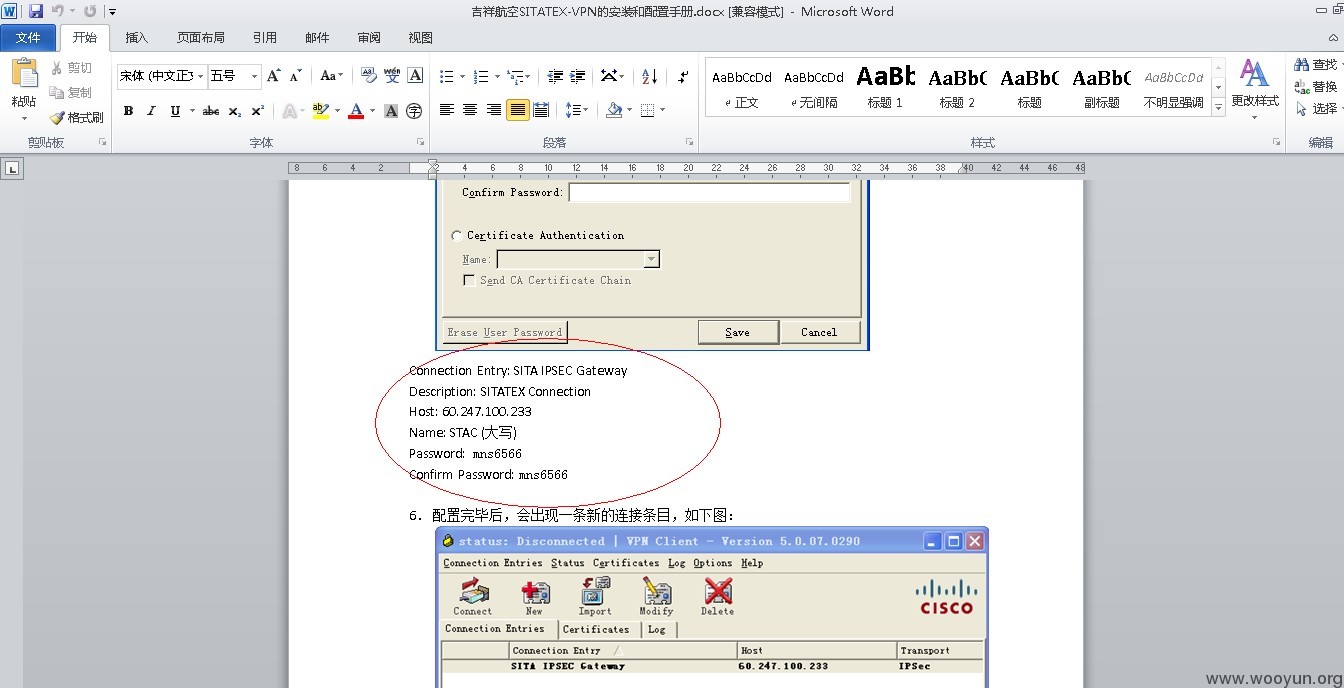 吉祥航空SITATEX-VPN的安装和配置手册.docx [兼容模式] - Microsoft Word
文件 开始 插入 页面布局 引用 邮件 审阅 视图
粘贴 剪切 复制 格式刷
宋体 (中文正文 五号
AaBbCcDd AaBbCcDd AaBb AaBbC AaBbC AaBbC AaBbCcDd
正文 无间隔 标题 1 标题 2 标题 副标题 不明显强调
更改样式
查找
替换
选择
剪贴板 字体 段落 样式 编辑
8 6 4 2 2 4 6 8 10 12 14 16 18 20 22 24 26 28 30 32 34 36 38 40 42 44 46 48
Confirm Password:
Certificate Authentication
Name:
Send CA Certificate Chain
Erase User Password Save Cancel
Connection Entry: SITA IPSEC Gateway
Description: SITATEX Connection
Host: 60.247.100.233
Name: STAC (大写)
Password: mns6566
Confirm Password: mns6566
6. 配置完毕后，会出现一条新的连接条目，如下图：
status: Disconnected | VPN Client - Version 5.0.07.0290
Connection Entries Status Certificates Log Options Help
Connect New Import Modify Delete
CISCO
Connection Entries Certificates Log
Connection Entry Host Transport
SITA IPSEC Gateway 60.247.100.233 IPSec
www.wooyun.org